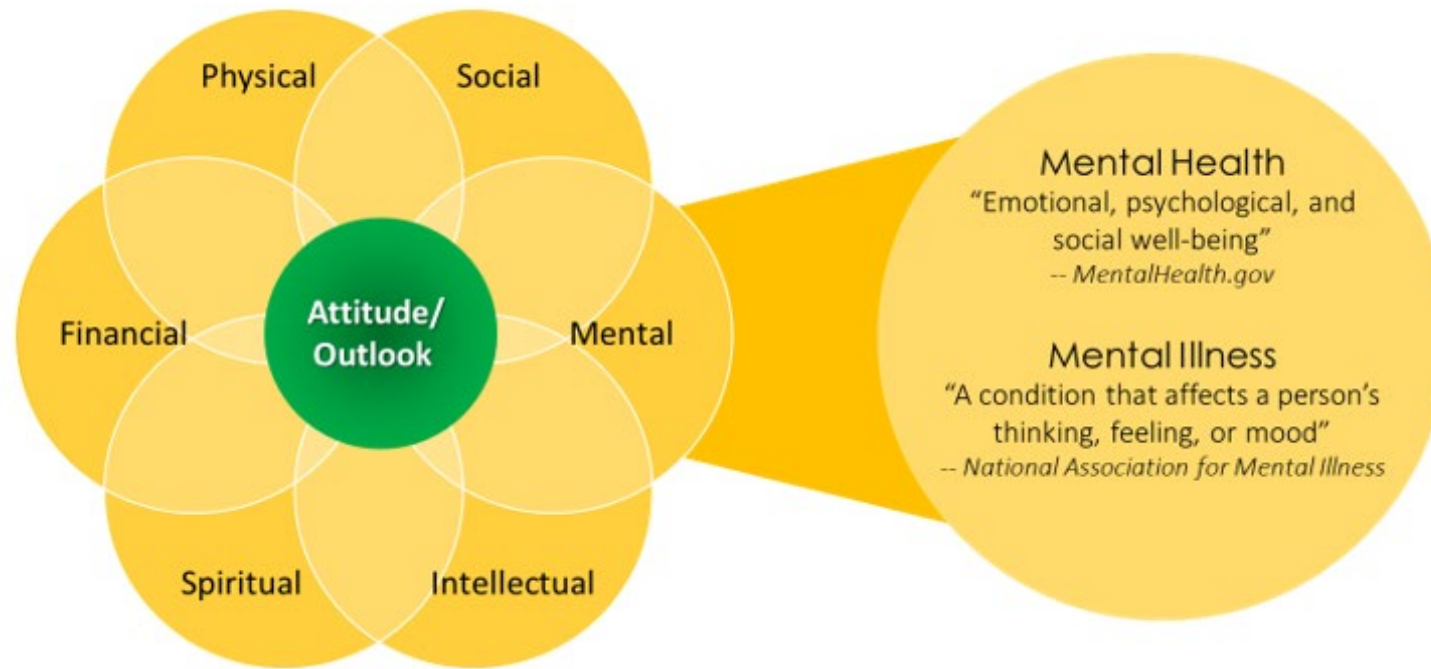 Physical
Social
Financial
Attitude/
Outlook
Mental
Spiritual
Intellectual
Mental Health
“Emotional, psychological, and
social well-being”
-- MentalHealth.gov
Mental Illness
“A condition that affects a person’s
thinking, feeling, or mood”
-- National Association for Mental Illness